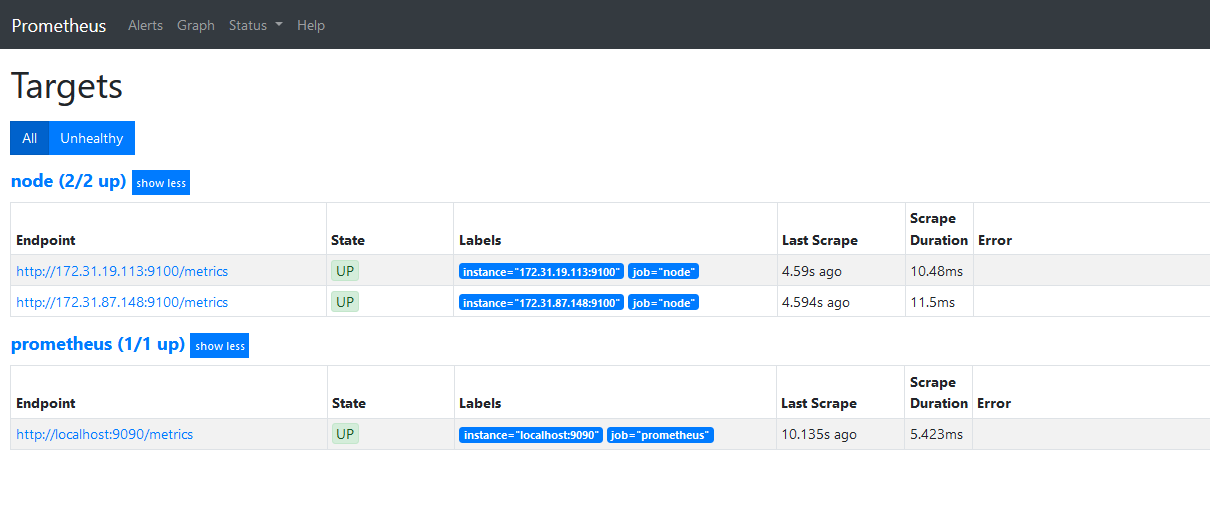 Prometheus Alerts Graph Status Help
Targets
All Unhealthy
node (2/2 up) show less
Endpoint State Labels Last Scrape Scrape Duration Error
http://172.31.19.113:9100/metrics UP instance="172.31.19.113:9100" job="node" 4.59s ago 10.48ms
http://172.31.87.148:9100/metrics UP instance="172.31.87.148:9100" job="node" 4.594s ago 11.5ms
prometheus (1/1 up) show less
Endpoint State Labels Last Scrape Scrape Duration Error
http://localhost:9090/metrics UP instance="localhost:9090" job="prometheus" 10.135s ago 5.423ms